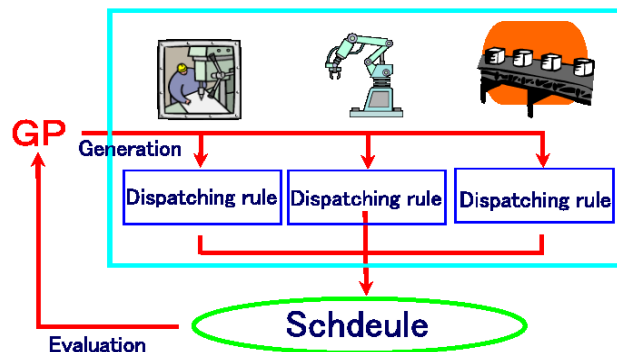 GP
Generation
Dispatching rule
Dispatching rule
Dispatching rule
Schdeule
Evaluation